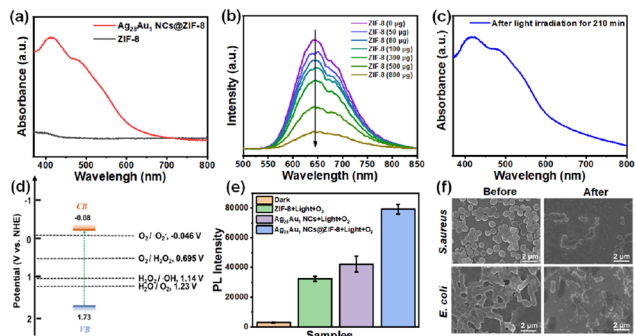 (a)
Ag₂₈Au₁ NCs@ZIF-8
ZIF-8
Absorbance (a.u.)
400 500 600 700 800
Wavelengh (nm)
(b)
ZIF-8 (0 μg)
ZIF-8 (50 μg)
ZIF-8 (80 μg)
ZIF-8 (100 μg)
ZIF-8 (300 μg)
ZIF-8 (500 μg)
ZIF-8 (800 μg)
Intensity (a.u.)
500 550 600 650 700 750 800 850
Wavelength (nm)
(c)
After light irradiation for 210 min
Absorbance (a.u.)
400 500 600 700 800
Wavelength (nm)
(d)
Potential (V vs. NHE)
-1
0
1
2
CB
-0.08
O₂/·O₂⁻, -0.046 V
O₂/ H₂O₂, 0.695 V
H₂O₂/·OH, 1.14 V
H₂O/ O₂, 1.23 V
1.73
VB
(e)
Dark
ZIF-8+Light+O₂
Ag₂₈Au₁ NCs+Light+O₂
Ag₂₈Au₁ NCs@ZIF-8+Light+O₂
PL Intensity
80000
60000
40000
20000
0
Samples
(f)
Before After
S.aureus
2 μm 2 μm
E. coli
2 μm 2 μm